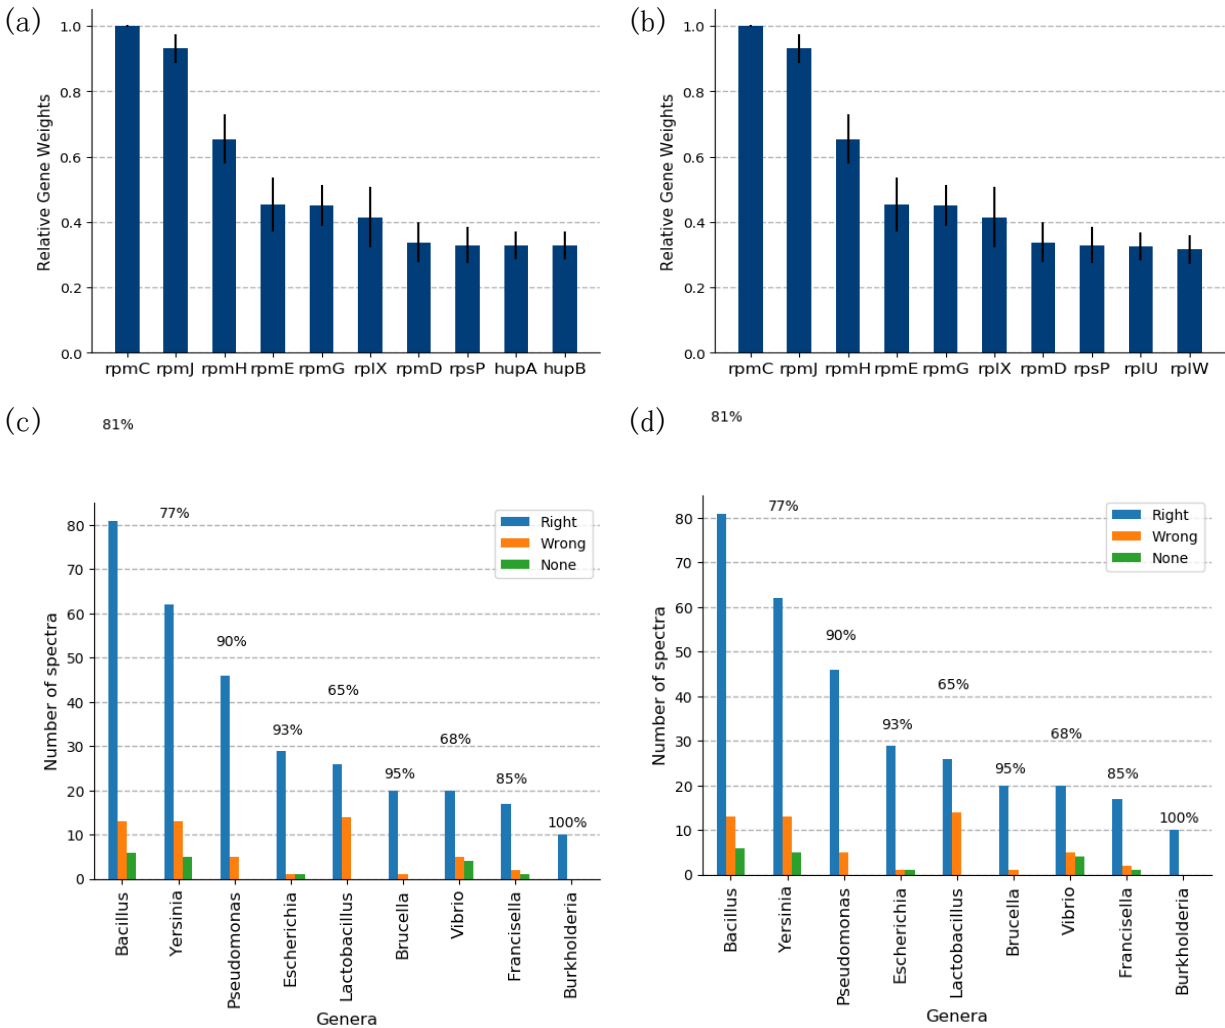 (a)
1.0
0.8
0.6
0.4
0.2
0.0
Relative Gene Weights
rpmC rpmJ rpmH rpmE rpmG rplX rpmD rpsP hupA hupB
(b)
1.0
0.8
0.6
0.4
0.2
0.0
Relative Gene Weights
rpmC rpmJ rpmH rpmE rpmG rplX rpmD rpsP rplU rplW
(c)
81%
77%
90%
93%
65%
95%
68%
85%
100%
Right
Wrong
None
80
70
60
50
40
30
20
10
0
Number of spectra
Bacillus
Yersinia
Pseudomonas
Escherichia
Lactobacillus
Brucella
Vibrio
Francisella
Burkholderia
Genera
(d)
81%
77%
90%
93%
65%
95%
68%
85%
100%
Right
Wrong
None
80
70
60
50
40
30
20
10
0
Number of spectra
Bacillus
Yersinia
Pseudomonas
Escherichia
Lactobacillus
Brucella
Vibrio
Francisella
Burkholderia
Genera